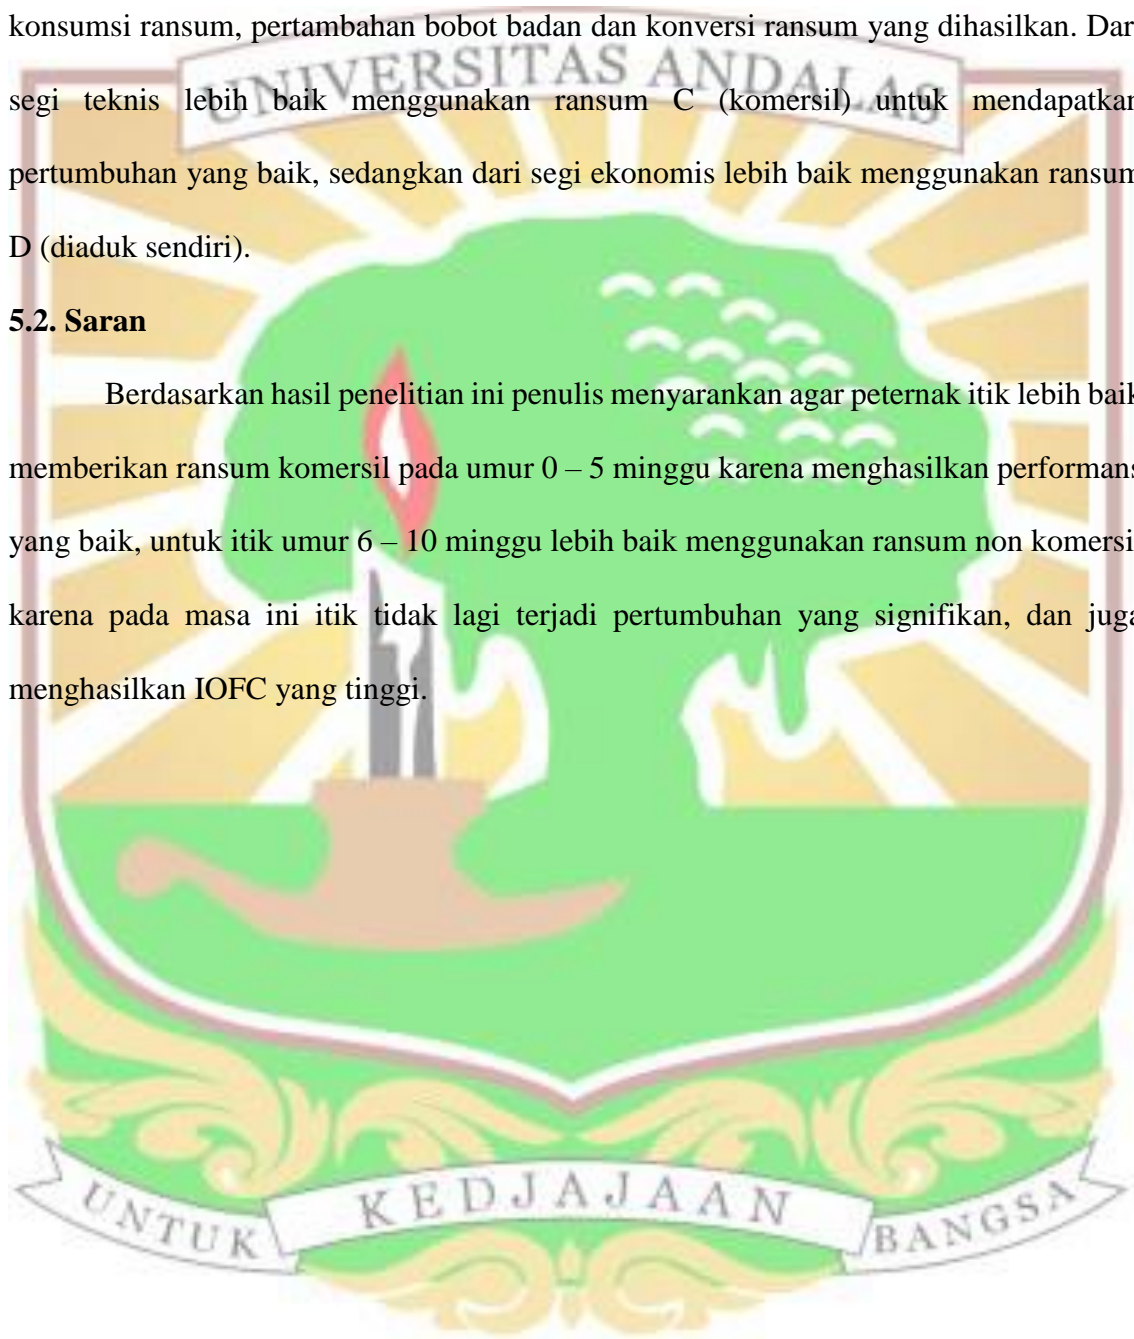 konsumsi ransum, pertambahan bobot badan dan konversi ransum yang dihasilkan. Dar
UNIVERSITAS ANDALAS
segi teknis lebih baik menggunakan ransum C (komersil) untuk mendapatkan
pertumbuhan yang baik, sedangkan dari segi ekonomis lebih baik menggunakan ransum
D (diaduk sendiri).
5.2. Saran
Berdasarkan hasil penelitian ini penulis menyarankan agar peternak itik lebih baik
memberikan ransum komersil pada umur 0 – 5 minggu karena menghasilkan performans
yang baik, untuk itik umur 6 – 10 minggu lebih baik menggunakan ransum non komersi
karena pada masa ini itik tidak lagi terjadi pertumbuhan yang signifikan, dan juga
menghasilkan IOFC yang tinggi.
UNTUK KEDJAJAAN BANGSA